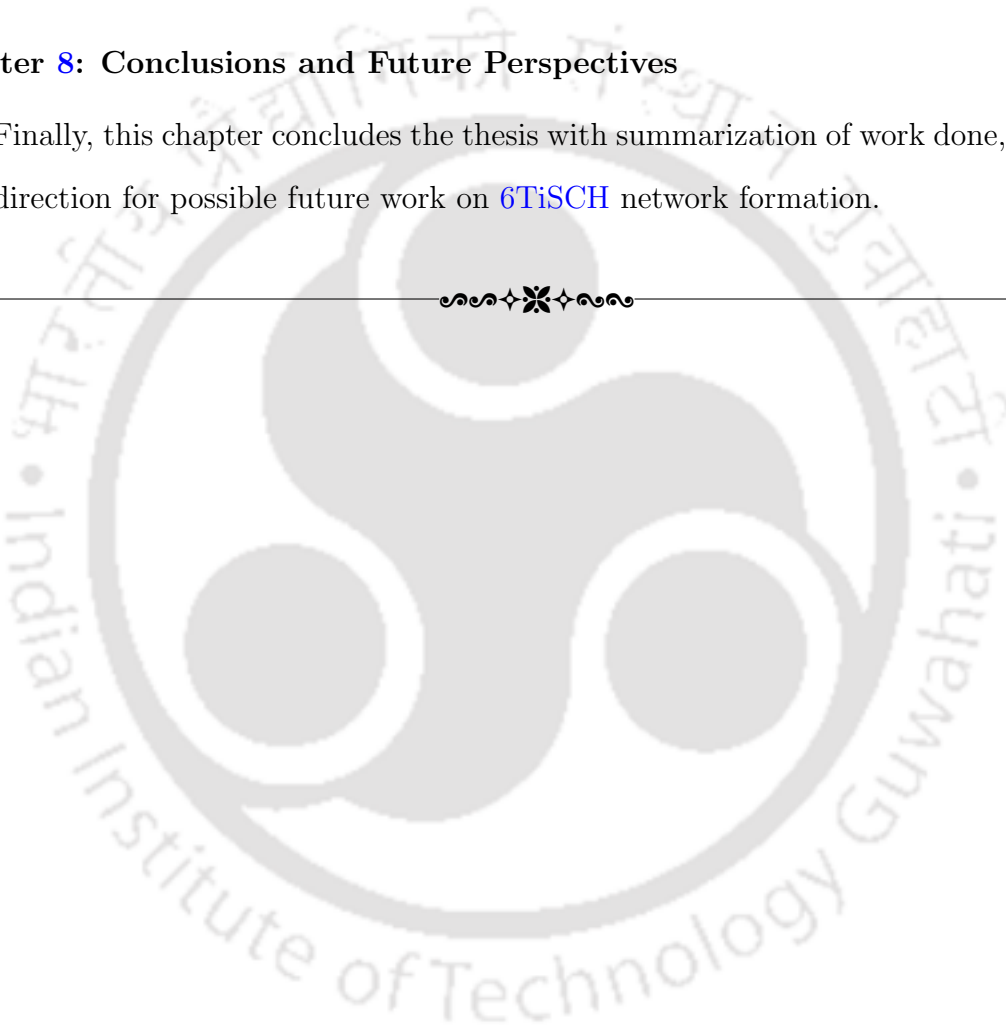 ter 8: Conclusions and Future Perspectives
Finally, this chapter concludes the thesis with summarization of work done,
direction for possible future work on 6TiSCH network formation.
भारतीय प्रौद्योगिकी संस्थान गुवाहाटी
• Indian Institute of Technology Guwahati •